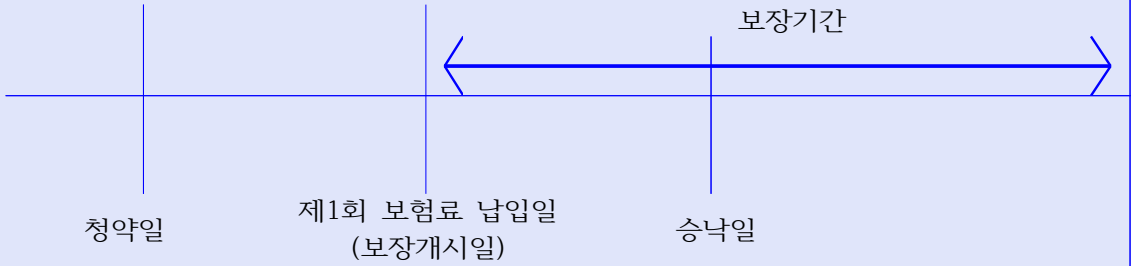 보장기간
청약일
제1회 보험료 납입일
(보장개시일)
승낙일